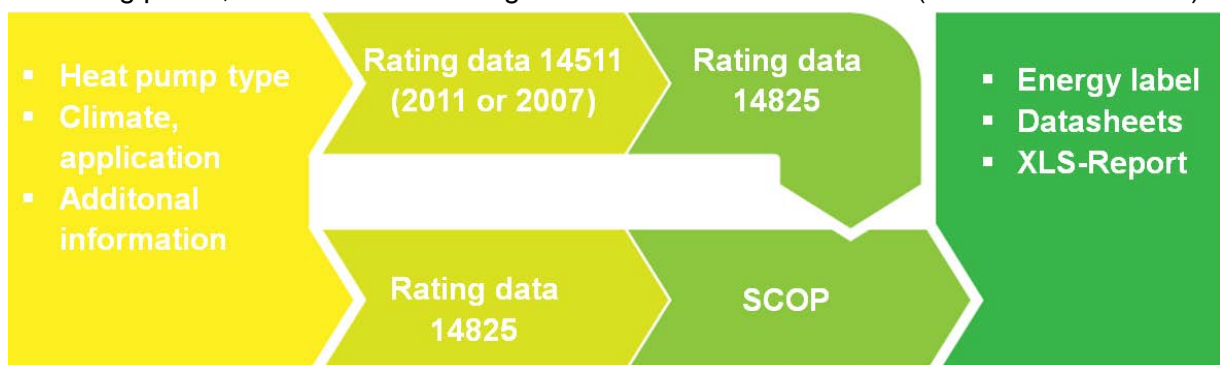 ▪ Heat pump type
▪ Climate,
application
▪ Additonal
information
Rating data 14511
(2011 or 2007)
Rating data
14825
Rating data
14825
SCOP
▪ Energy label
▪ Datasheets
▪ XLS-Report